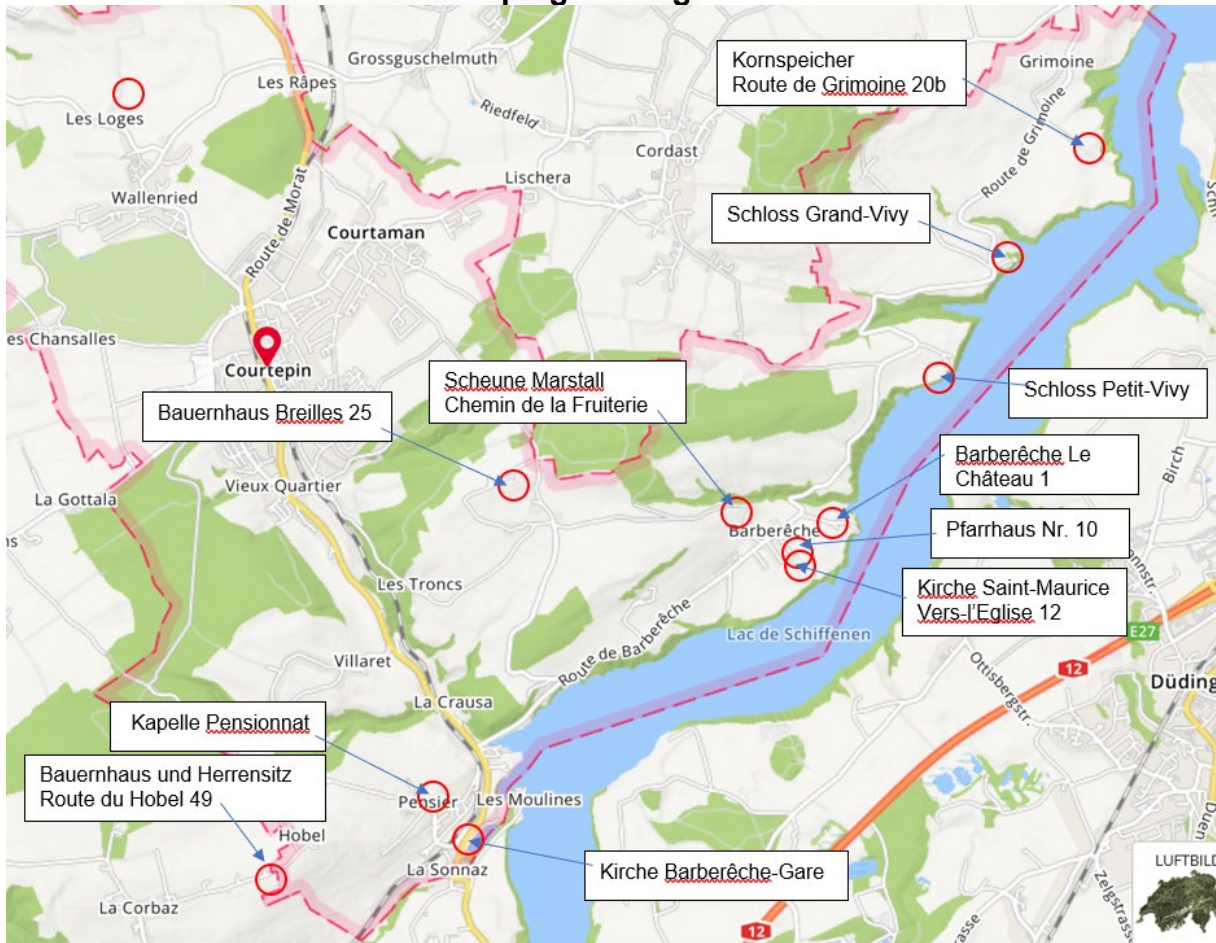 Grossguschelmuth
Les Râpes
Les Loges
Riedfeld
Kornspeicher
Route de Grimoine 20b
Grimoine
Cordast
Route de Grimoine
Lischera
Wallenried
Route de Morat
Courtaman
Schloss Grand-Vivy
es Chansalles
Courtepin
Scheune Marstall
Chemin de la Fruiterie
Schloss Petit-Vivy
Bauernhaus Breilles 25
Barberêche Le
Château 1
Birch
La Gottala
Vieux Quartier
Barberêche
Pfarrhaus Nr. 10
Les Troncs
Kirche Saint-Maurice
Vers-l'Eglise 12
Route de Barberêche
Lac de Schiffenen
E27
Villaret
12
Ottisbergstr.
Düding
La Crausa
Kapelle Pensionnat
Bauernhaus und Herrensitz
Route du Hobel 49
Pensier
Les Moulines
Hobel
La Sonnaz
Kirche Barberêche-Gare
LUFTBILD
La Corbaz
Zelgstrasse
12